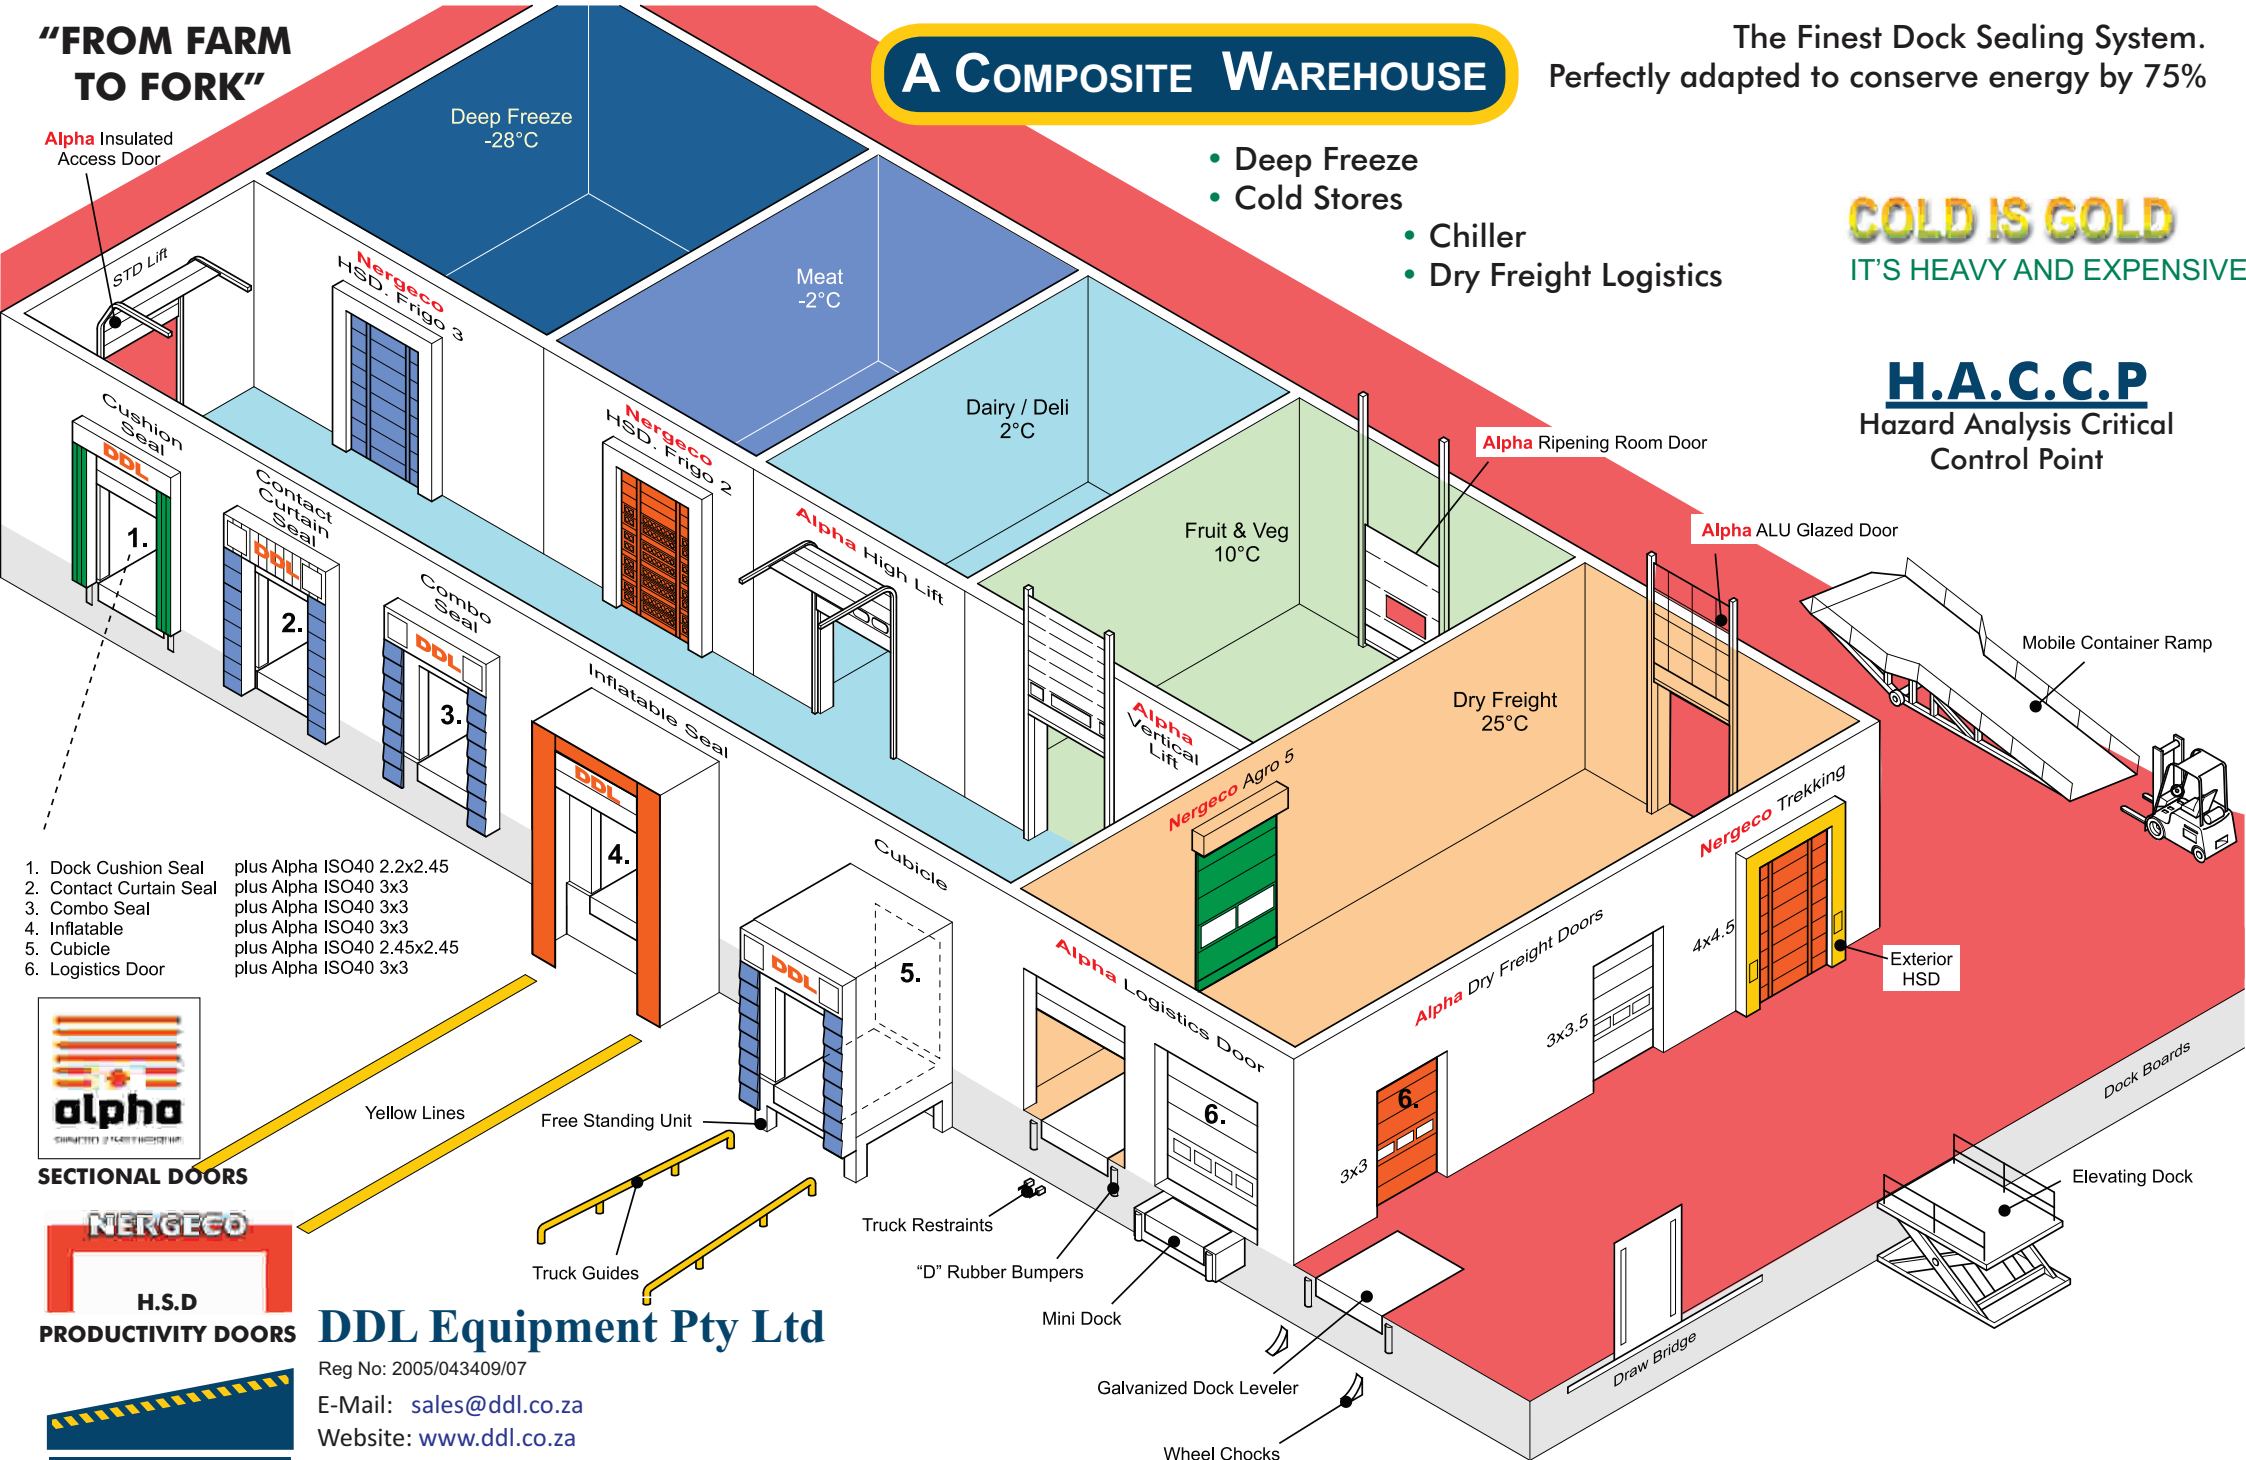 “FROM FARM
TO FORK”
A COMPOSITE WAREHOUSE
The Finest Dock Sealing System.
Perfectly adapted to conserve energy by 75%
• Deep Freeze
• Cold Stores
• Chiller
• Dry Freight Logistics
COLD IS GOLD
IT’S HEAVY AND EXPENSIVE
H.A.C.C.P
Hazard Analysis Critical
Control Point
Alpha Insulated
Access Door
STD Lift
Deep Freeze
-28°C
Nergeco
HSD. Frigo 3
Meat
-2°C
Nergeco
HSD. Frigo 2
Dairy / Deli
2°C
Alpha High Lift
Fruit & Veg
10°C
Alpha Ripening Room Door
Alpha ALU Glazed Door
Alpha
Vertical
Lift
Dry Freight
25°C
Mobile Container Ramp
Cushion
Seal
DDL
1.
Contact
Curtain
Seal
DDL
2.
Combo
Seal
DDL
3.
Inflatable Seal
DDL
4.
Cubicle
DDL
5.
Nergeco Agro 5
Nergeco Trekking
Alpha Logistics Door
6.
Alpha Dry Freight Doors
6.
3x3
3x3.5
4x4.5
Exterior
HSD
Dock Boards
1. Dock Cushion Seal plus Alpha ISO40 2.2x2.45
2. Contact Curtain Seal plus Alpha ISO40 3x3
3. Combo Seal plus Alpha ISO40 3x3
4. Inflatable plus Alpha ISO40 3x3
5. Cubicle plus Alpha ISO40 2.45x2.45
6. Logistics Door plus Alpha ISO40 3x3
alpha
SECTIONAL DOORS
NERGECO
H.S.D
PRODUCTIVITY DOORS
Yellow Lines
Free Standing Unit
Truck Guides
Truck Restraints
“D” Rubber Bumpers
Mini Dock
Galvanized Dock Leveler
Wheel Chocks
Draw Bridge
Elevating Dock
DDL Equipment Pty Ltd
Reg No: 2005/043409/07
E-Mail: sales@ddl.co.za
Website: www.ddl.co.za